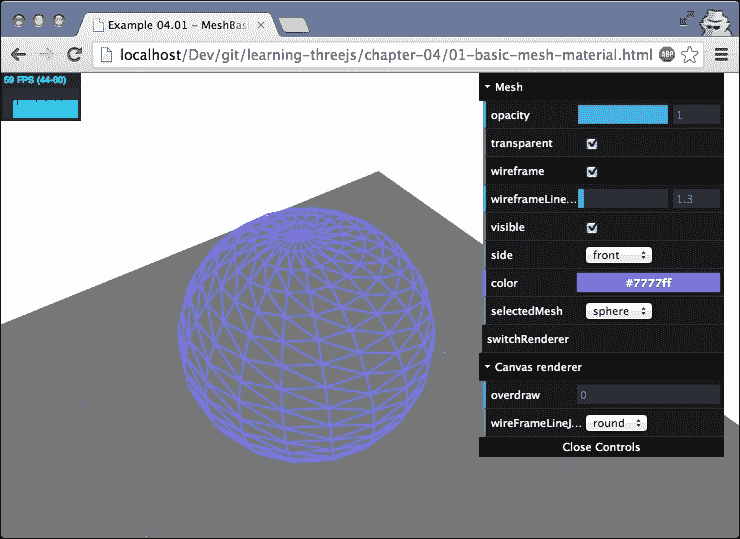 Example 04.01 - MeshBas
localhost/Dev/git/learning-threejs/chapter-04/01-basic-mesh-material.html
ABP
59 FPS (44-60)
Mesh
opacity 1
transparent
wireframe
wireframeLine... 1.3
visible
side front
color #7777ff
selectedMesh sphere
switchRenderer
Canvas renderer
overdraw 0
wireFrameLineJ... round
Close Controls